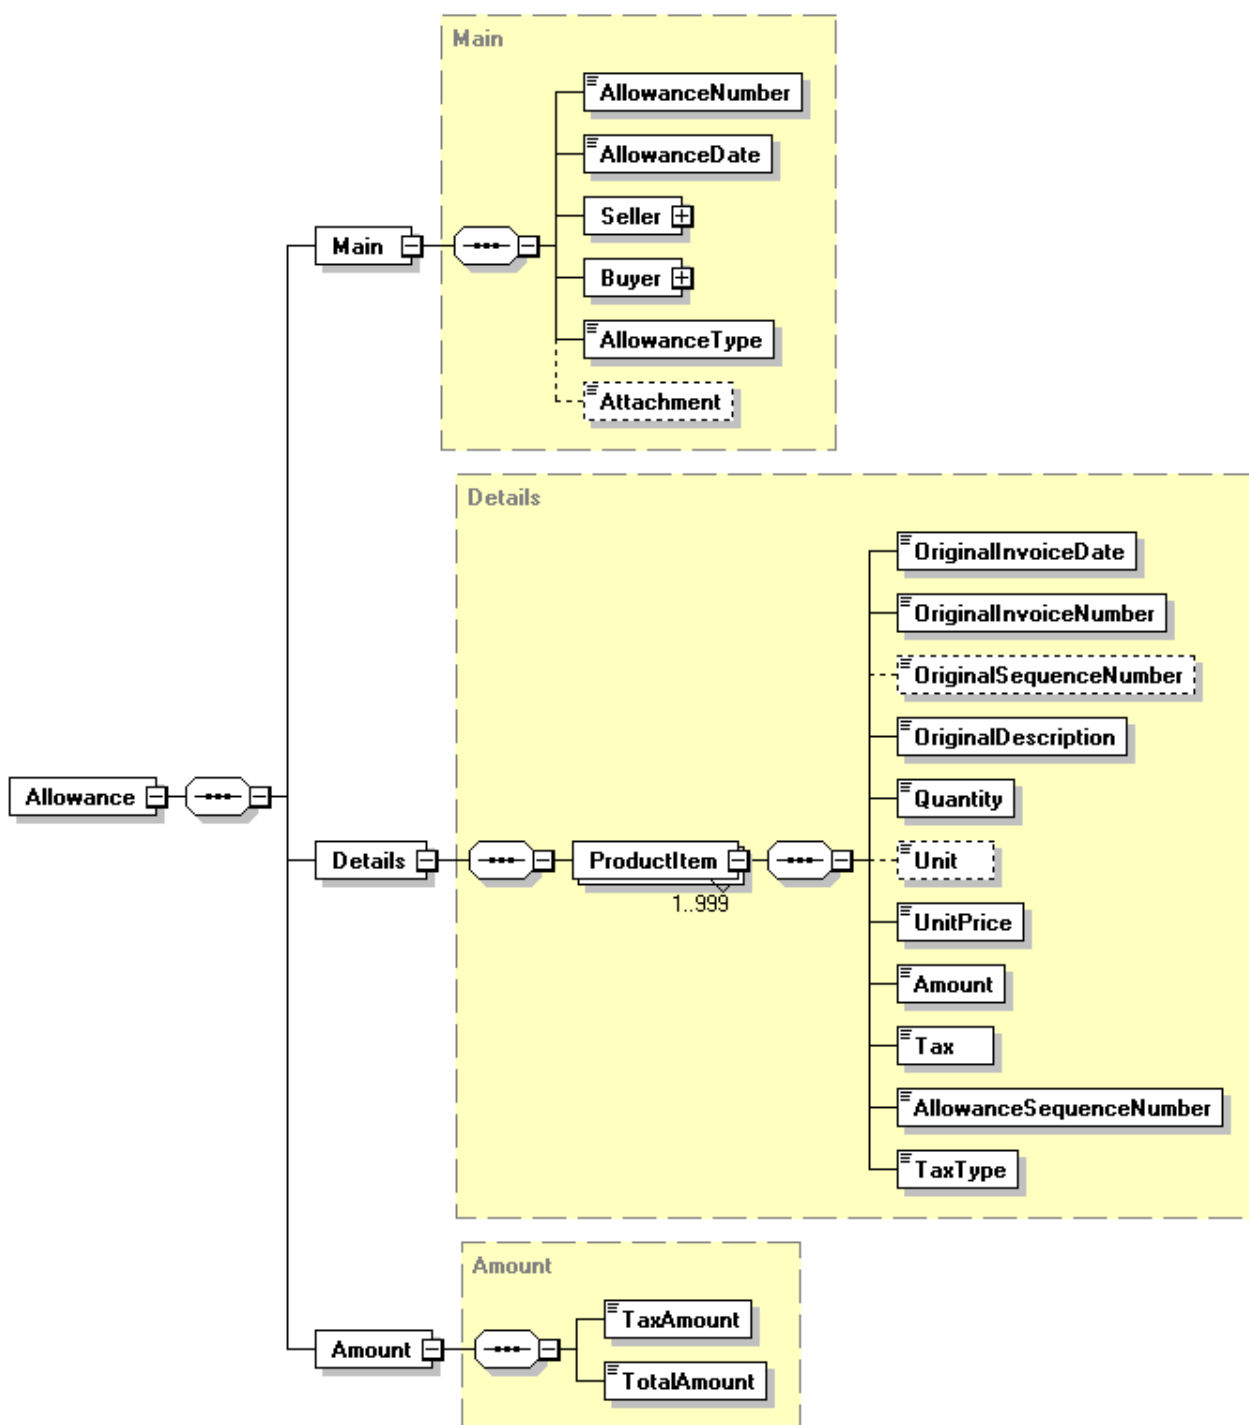 Main
AllowanceNumber
AllowanceDate
Seller
Main
Buyer
AllowanceType
Attachment
Details
OriginalInvoiceDate
OriginalInvoiceNumber
OriginalSequenceNumber
OriginalDescription
Allowance
Quantity
Details
ProductItem
Unit
1..999
UnitPrice
Amount
Tax
AllowanceSequenceNumber
TaxType
Amount
TaxAmount
Amount
TotalAmount